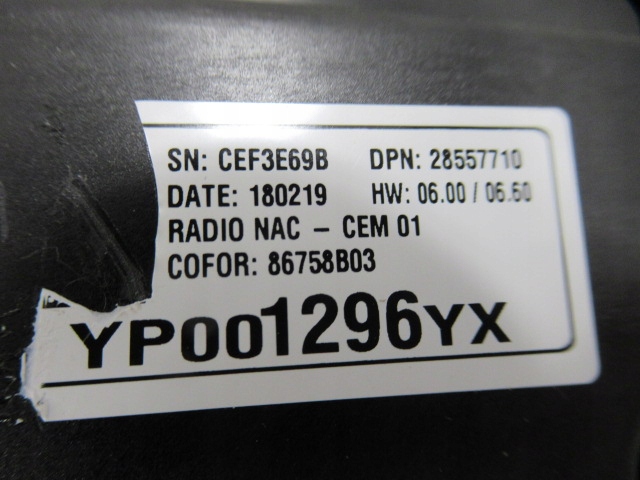 SN: CEF3E69B DPN: 28557710
DATE: 180219 HW: 06.00 / 06.60
RADIO NAC - CEM 01
COFOR: 86758B03
YP001296YX